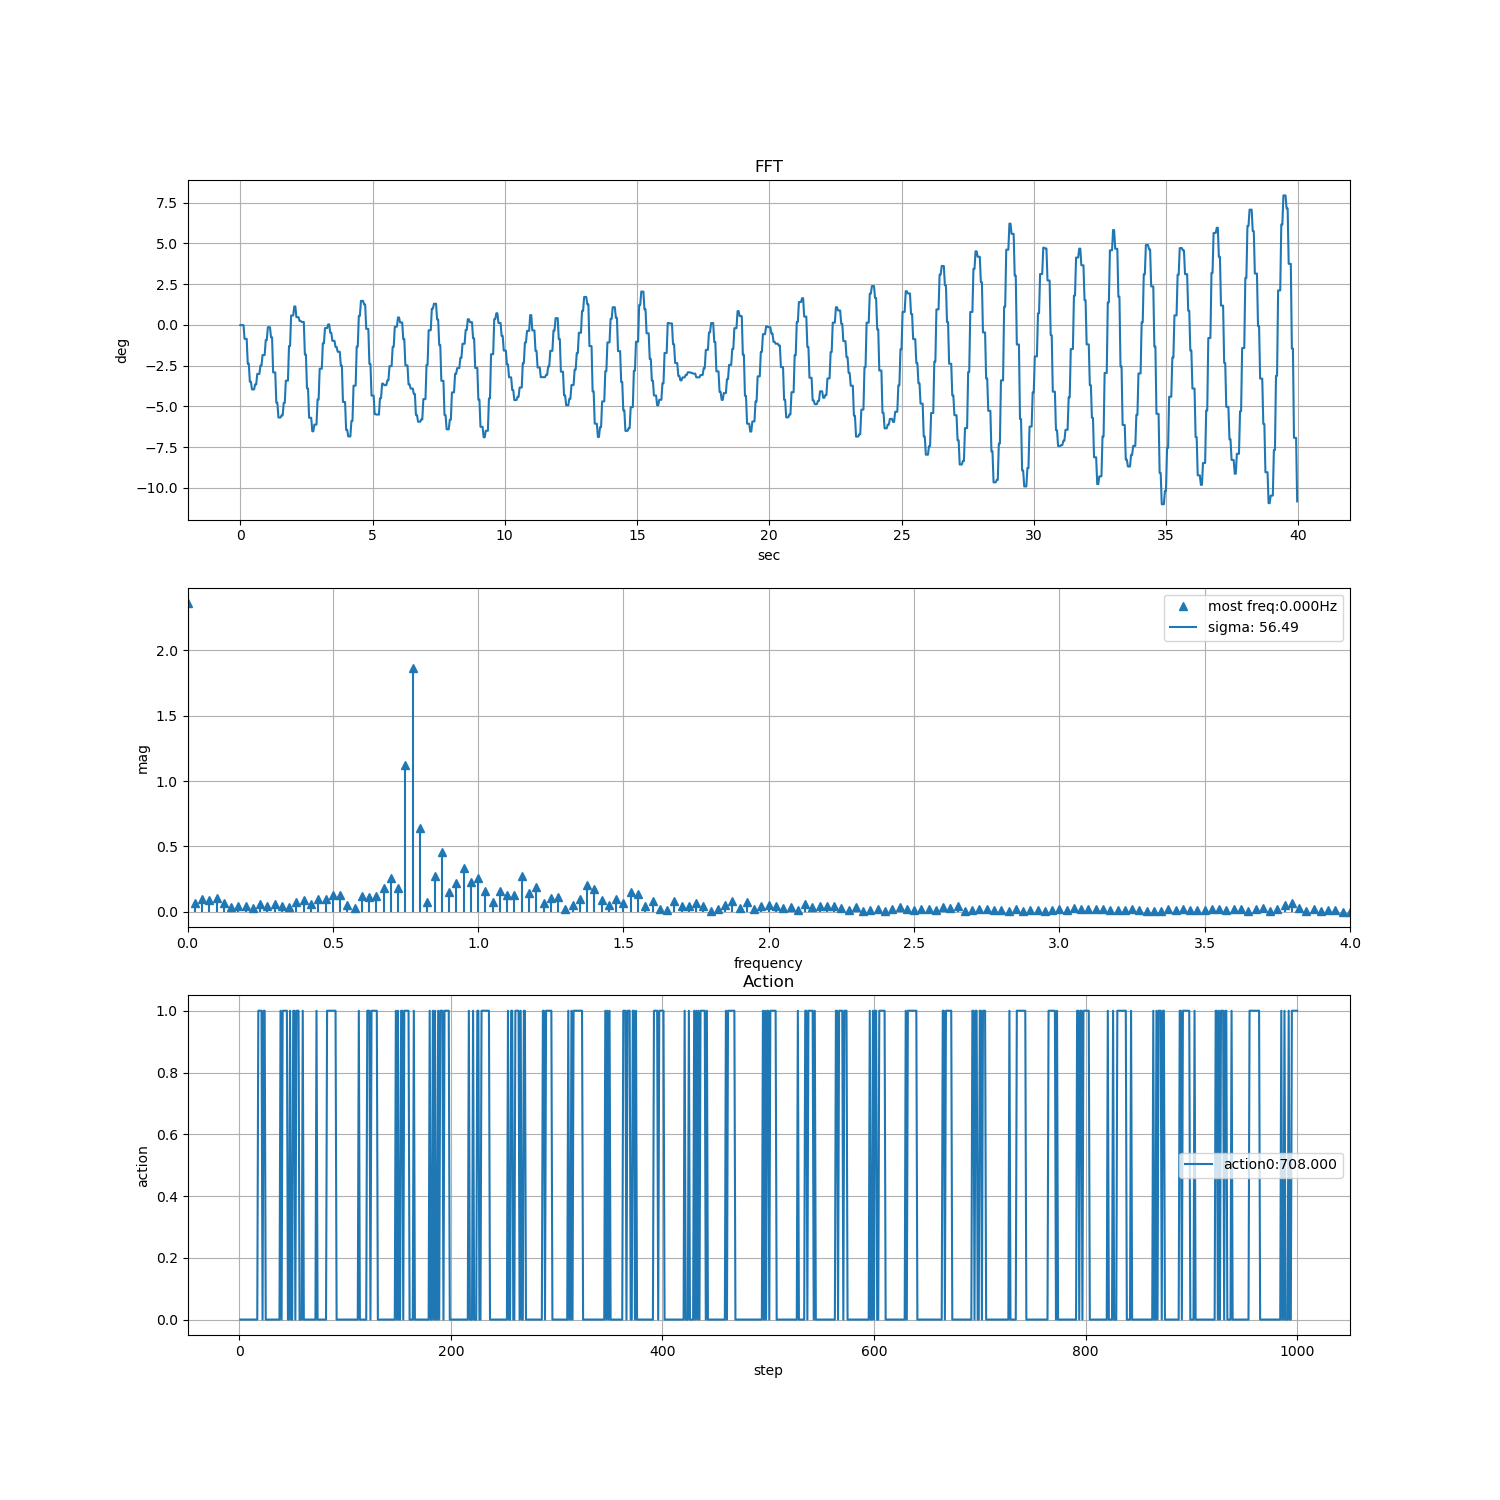 FFT
7.5
5.0
2.5
0.0
−2.5
−5.0
−7.5
−10.0
deg
0 5 10 15 20 25 30 35 40
sec
most freq:0.000Hz
sigma: 56.49
2.0
1.5
1.0
0.5
0.0
mag
0.0 0.5 1.0 1.5 2.0 2.5 3.0 3.5 4.0
frequency
Action
1.0
0.8
0.6
0.4
0.2
0.0
action
action0:708.000
0 200 400 600 800 1000
step